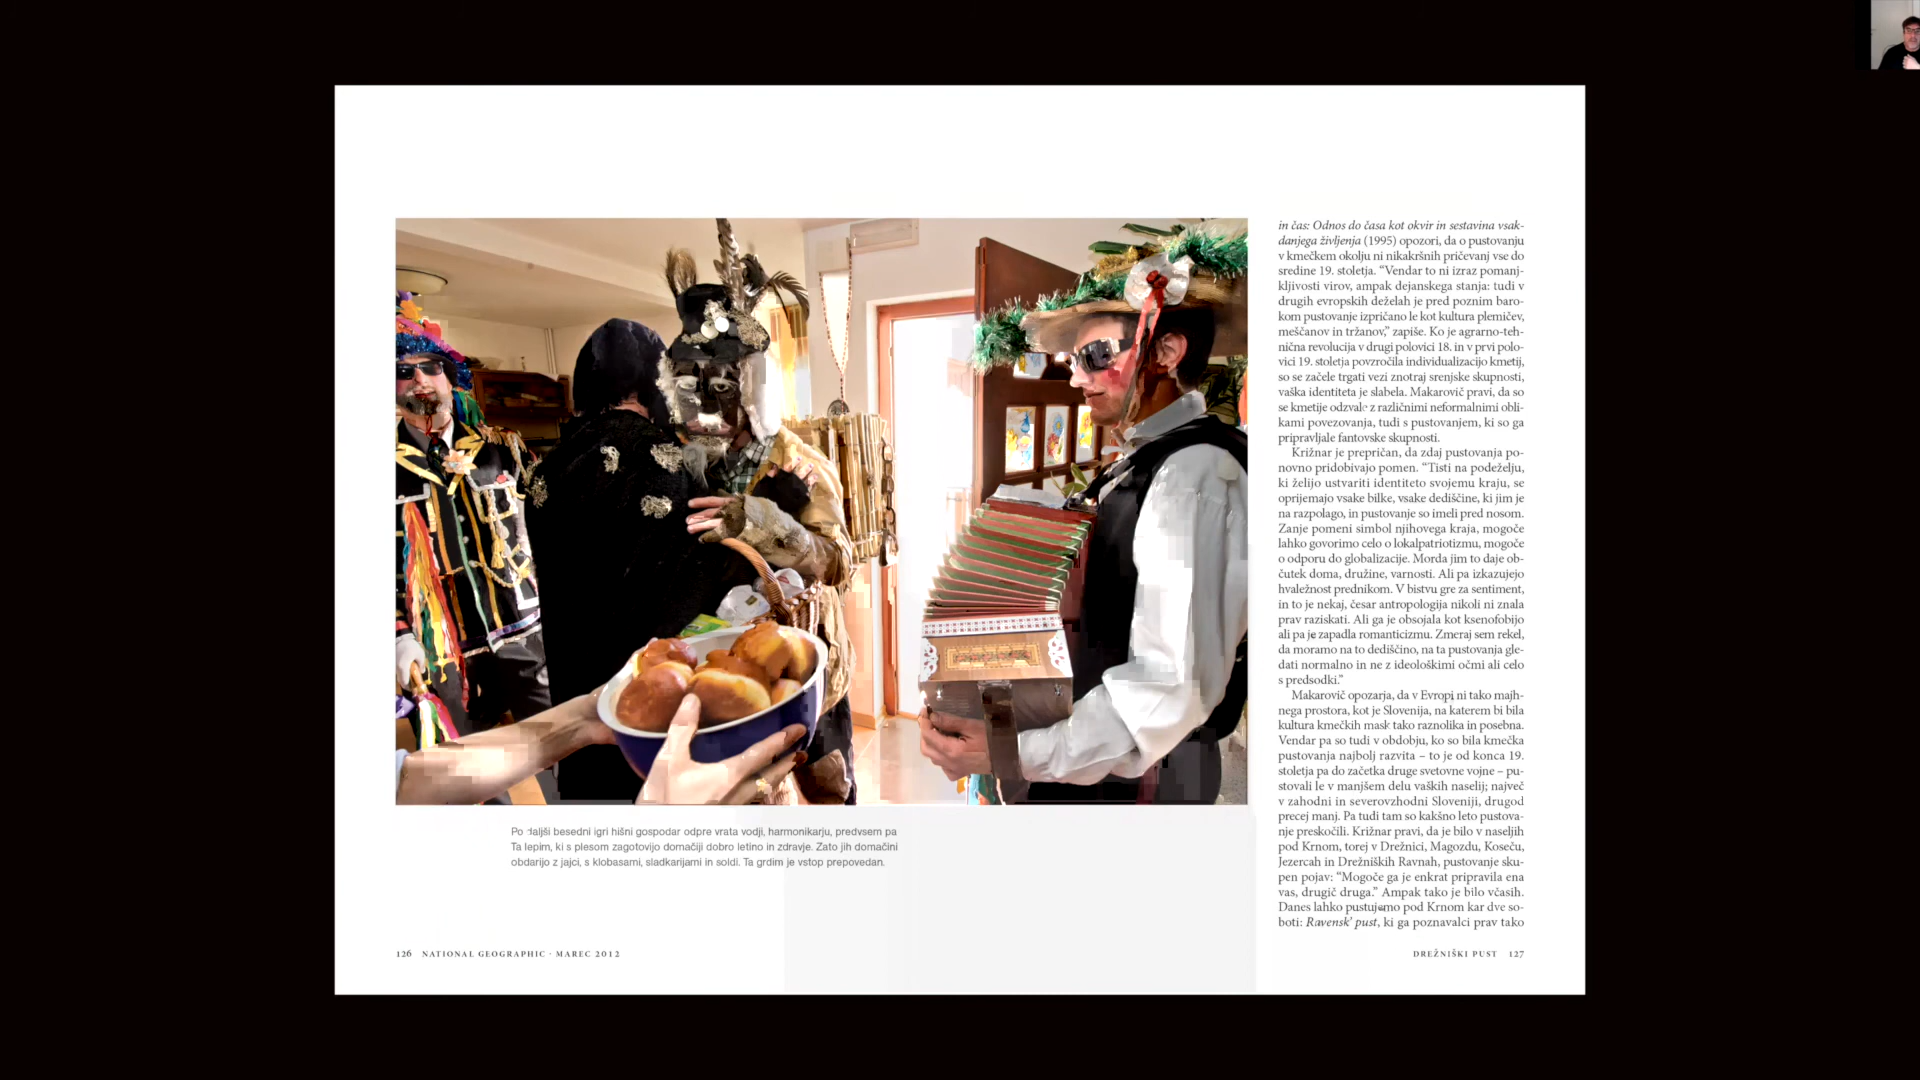 in čas: Odnos do časa kot okvir in sestavina vsak-
danjega življenja (1995) opozori, da o pustovanju
v kmečkem okolju ni nikakršnih pričevanj vse do
sredine 19. stoletja. “Vendar to ni izraz pomanj-
kljivosti virov, ampak dejanskega stanja: tudi v
drugih evropskih deželah je pred poznim baro-
kom pustovanje izpričano le kot kultura plemičev,
meščanov in tržanov,” zapiše. Ko je agrarno-teh-
nična revolucija v drugi polovici 18. in v prvi polo-
vici 19. stoletja povzročila individualizacijo kmetij,
so se začele trgati vezi znotraj srenjske skupnosti,
vaška identiteta je slabela. Makarovič pravi, da so
se kmetije odzvale z različnimi neformalnimi obli-
kami povezovanja, tudi s pustovanjem, ki so ga
pripravljale fantovske skupnosti.
Križnar je prepričan, da zdaj pustovanja po-
novno pridobivajo pomen. “Tisti na podeželju,
ki želijo ustvariti identiteto svojemu kraju, se
oprijemajo vsake bilke, vsake dediščine, ki jim je
na razpolago, in pustovanje so imeli pred nosom.
Zanje pomeni simbol njihovega kraja, mogoče
lahko govorimo celo o lokalpatriotizmu, mogoče
o odporu do globalizacije. Morda jim to daje ob-
čutek doma, družine, varnosti. Ali pa izkazujejo
hvaležnost prednikom. V bistvu gre za sentiment,
in to je nekaj, česar antropologija nikoli ni znala
prav raziskati. Ali ga je obsojala kot ksenofobijo
ali pa je zapadla romanticizmu. Zmeraj sem rekel,
da moramo na to dediščino, na ta pustovanja gle-
dati normalno in ne z ideološkimi očmi ali celo
s predsodki.”
Makarovič opozarja, da v Evropi ni tako majh-
nega prostora, kot je Slovenija, na katerem bi bila
kultura kmečkih mask tako raznolika in posebna.
Vendar pa so tudi v obdobju, ko so bila kmečka
pustovanja najbolj razvita – to je od konca 19.
stoletja pa do začetka druge svetovne vojne – pu-
stovali le v manjšem delu vaških naselij; največ
v zahodni in severovzhodni Sloveniji, drugod
precej manj. Pa tudi tam so kakšno leto pustova-
nje preskočili. Križnar pravi, da je bilo v naseljih
pod Krnom, torej v Drežnici, Magozdu, Koseču,
Jezercah in Drežniških Ravnah, pustovanje sku-
pen pojav: “Mogoče ga je enkrat pripravila ena
vas, drugič druga.” Ampak tako je bilo včasih.
Danes lahko pustujemo pod Krnom kar dve so-
boti: Ravensk’ pust, ki ga poznavalci prav tako
Po daljši besedni igri hišni gospodar odpre vrata vodji, harmonikarju, predvsem pa
Ta lepim, ki s plesom zagotovijo domačiji dobro letino in zdravje. Zato jih domačini
obdarijo z jajci, s klobasami, sladkarijami in soldi. Ta grdim je vstop prepovedan.
126 NATIONAL GEOGRAPHIC · MAREC 2012
DREŽNIŠKI PUST 127